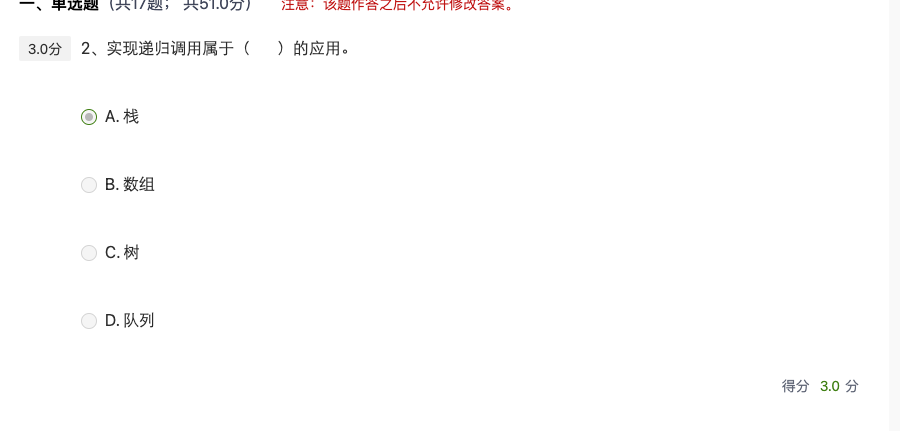 一、单选题（共17题； 共51.0分） 注意：该题作答之后不允许修改答案。
3.0分 2、实现递归调用属于（ ）的应用。
A. 栈
B. 数组
C. 树
D. 队列
得分 3.0 分